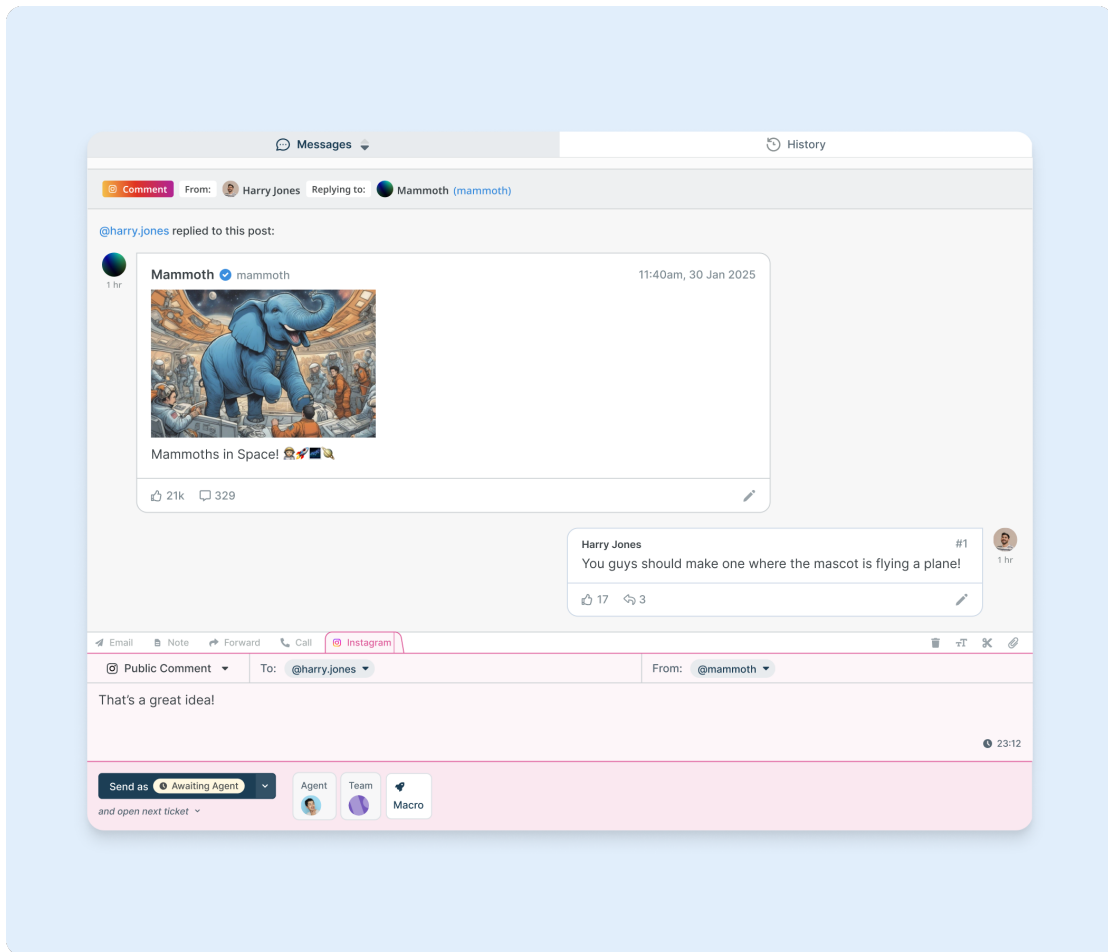 Messages
History
Comment From: Harry Jones Replying to: Mammoth (mammoth)
@harry.jones replied to this post:
Mammoth mammoth 11:40am, 30 Jan 2025
1 hr
Mammoths in Space! 👩‍🚀🚀🌌🪐
21k 329
Harry Jones #1
You guys should make one where the mascot is flying a plane!
1 hr
17 3
Email Note Forward Call Instagram
Public Comment To: @harry.jones From: @mammoth
That's a great idea!
23:12
Send as Awaiting Agent
and open next ticket
Agent
Team
Macro